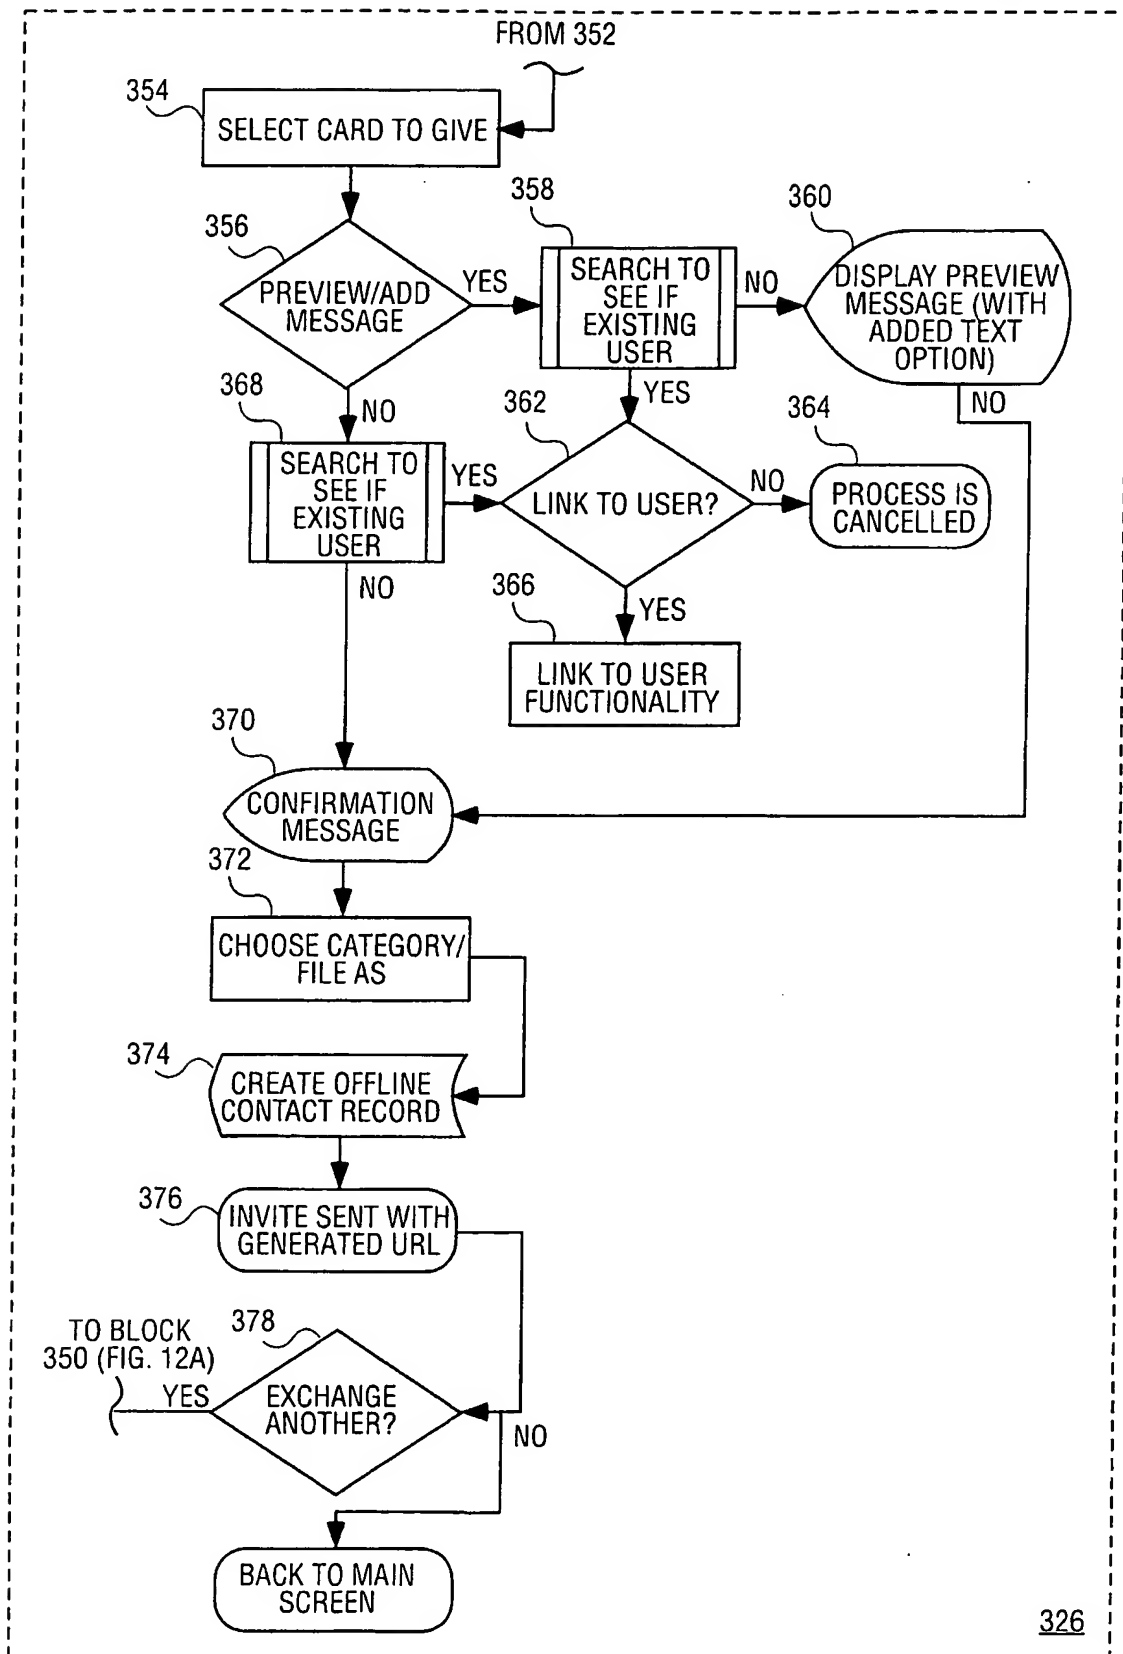 FROM 352
354
SELECT CARD TO GIVE
356
PREVIEW/ADD
MESSAGE
YES
358
SEARCH TO
SEE IF
EXISTING
USER
NO
360
DISPLAY PREVIEW
MESSAGE (WITH
ADDED TEXT
OPTION)
NO
YES
NO
368
SEARCH TO
SEE IF
EXISTING
USER
YES
362
LINK TO USER?
NO
364
PROCESS IS
CANCELLED
NO
YES
366
LINK TO USER
FUNCTIONALITY
370
CONFIRMATION
MESSAGE
372
CHOOSE CATEGORY/
FILE AS
374
CREATE OFFLINE
CONTACT RECORD
376
INVITE SENT WITH
GENERATED URL
378
EXCHANGE
ANOTHER?
TO BLOCK
350 (FIG. 12A)
YES
NO
BACK TO MAIN
SCREEN
326